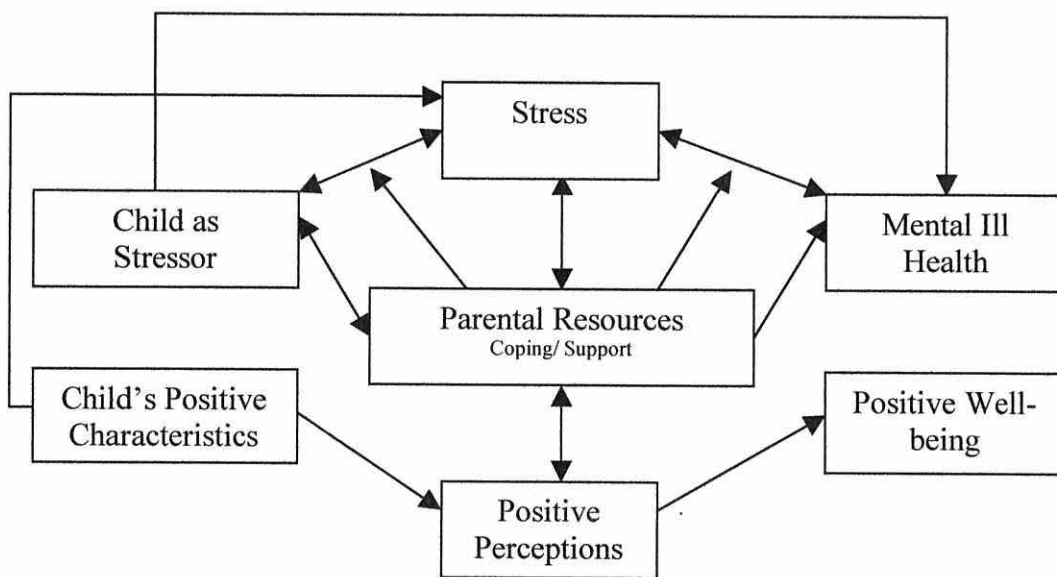 Stress
Child as
Stressor
Mental Ill
Health
Parental Resources
Coping/ Support
Child’s Positive
Characteristics
Positive Well-
being
Positive
Perceptions